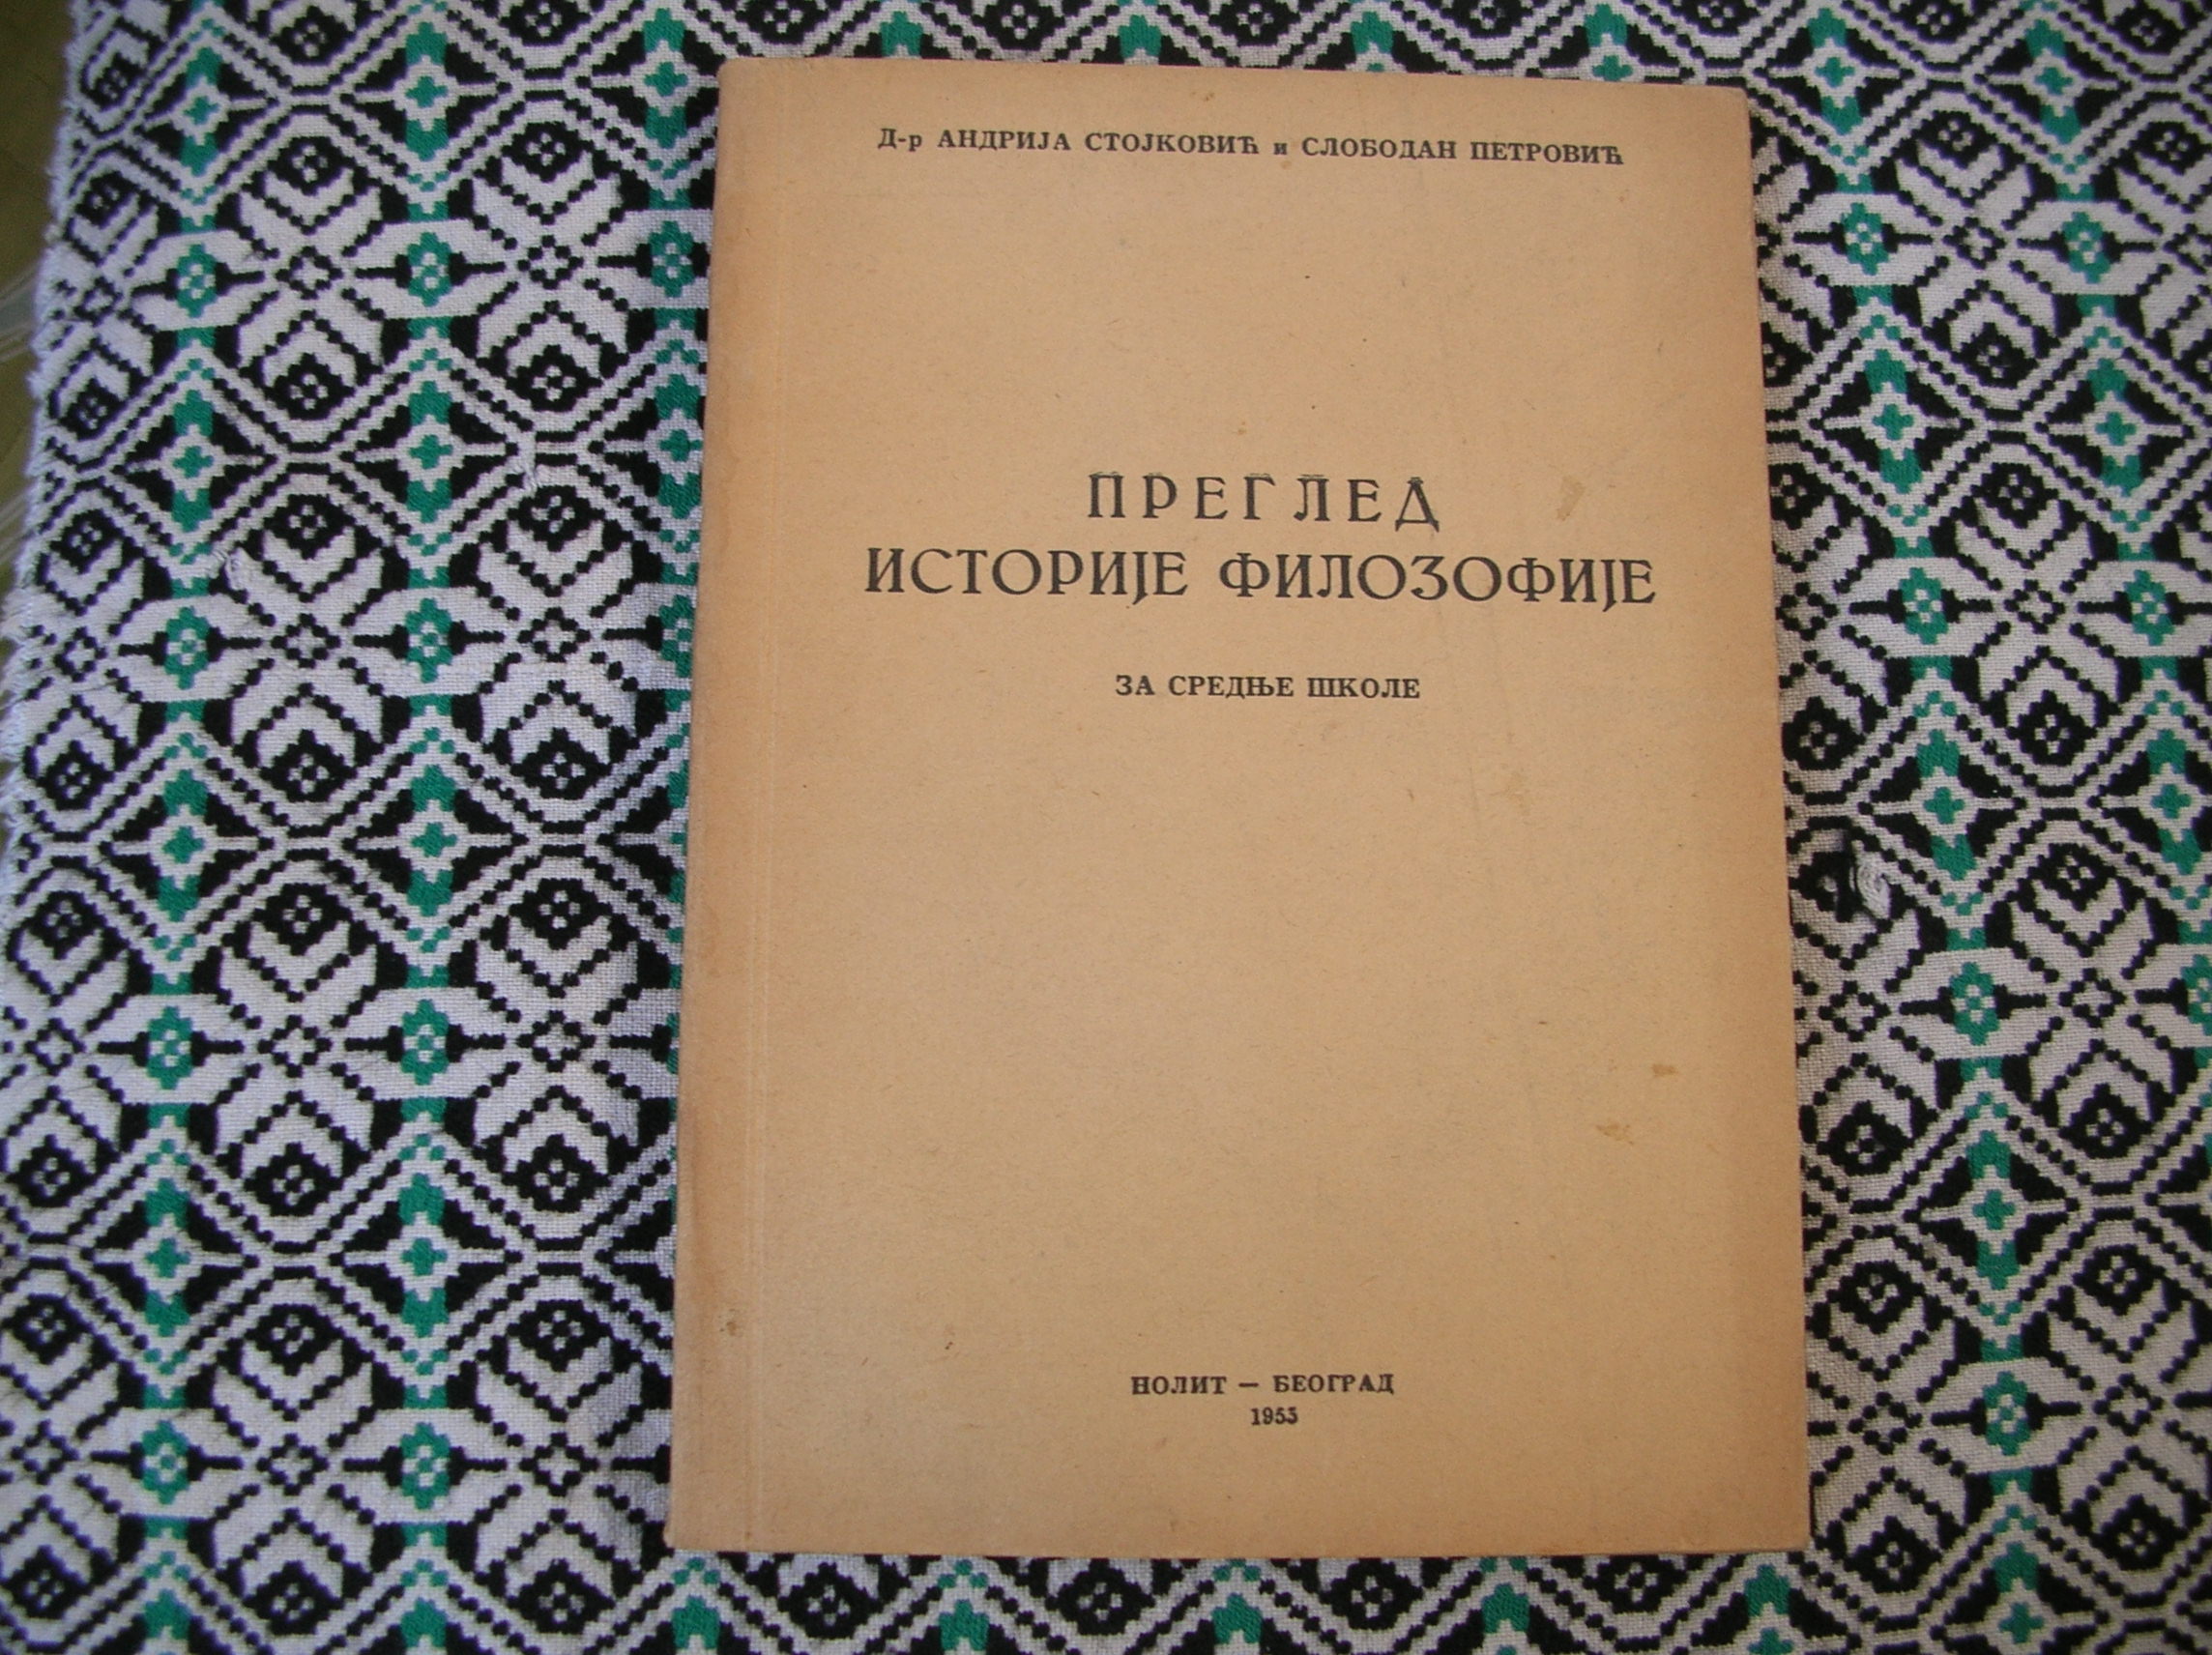 Д-р АНДРИЈА СТОЈКОВИЋ и СЛОБОДАН ПЕТРОВИЋ
ПРЕГЛЕД
ИСТОРИЈЕ ФИЛОЗОФИЈЕ
ЗА СРЕДЊЕ ШКОЛЕ
НОЛИТ — БЕОГРАД
1953